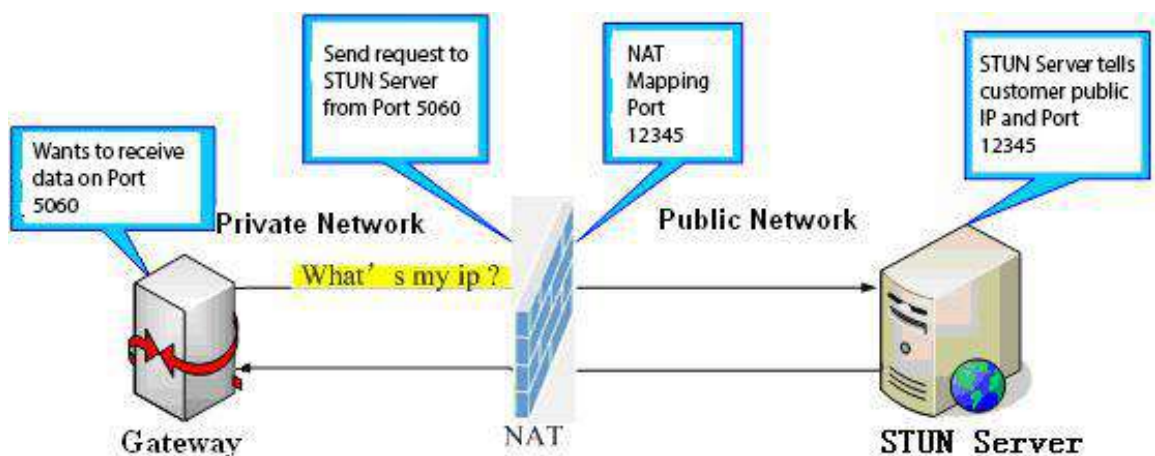 Send request to
STUN Server
from Port 5060
NAT
Mapping
Port
12345
STUN Server tells
customer public
IP and Port
12345
Wants to receive
data on Port
5060
Private Network
Public Network
What’s my ip ?
Gateway
NAT
STUN Server